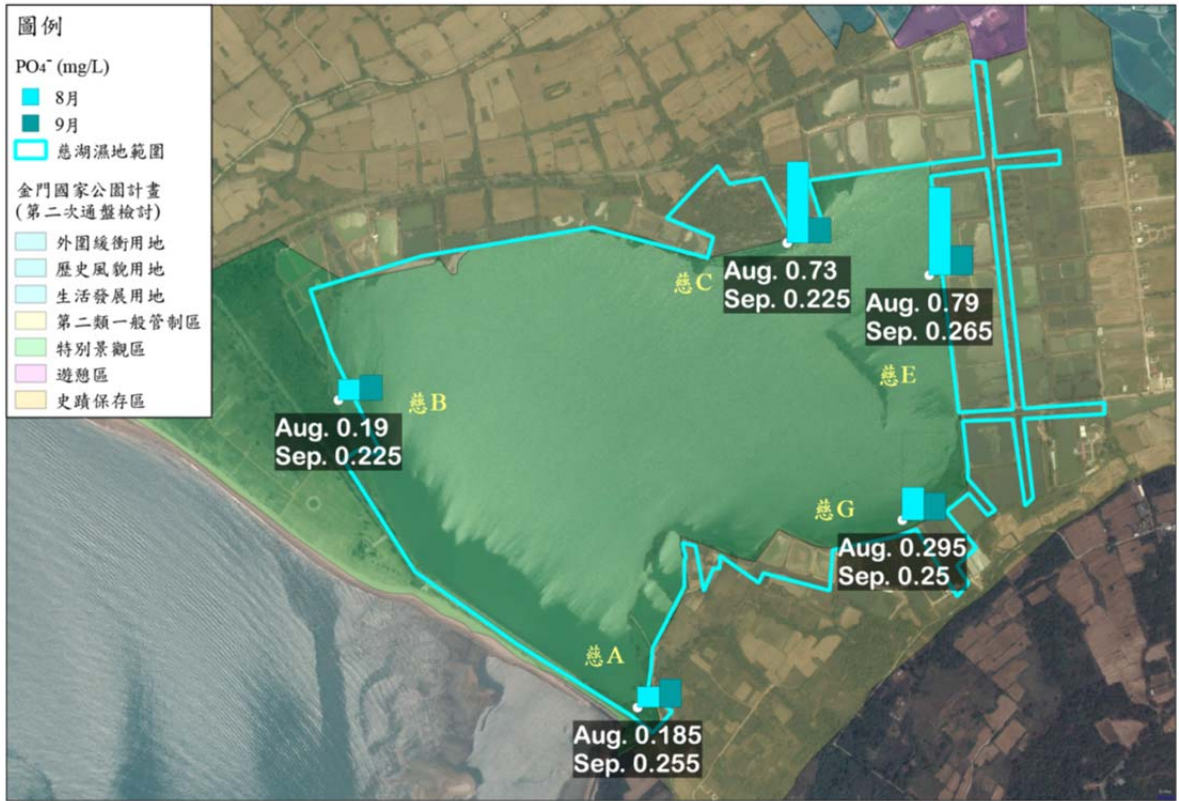 圖例
PO₄⁻ (mg/L)
8月
9月
慈湖濕地範圍
金門國家公園計畫
(第二次通盤檢討)
外圍緩衝用地
歷史風貌用地
生活發展用地
第二類一般管制區
特別景觀區
遊憩區
史蹟保存區
慈C
Aug. 0.73
Sep. 0.225
Aug. 0.79
Sep. 0.265
慈E
慈B
Aug. 0.19
Sep. 0.225
慈G
Aug. 0.295
Sep. 0.25
慈A
Aug. 0.185
Sep. 0.255